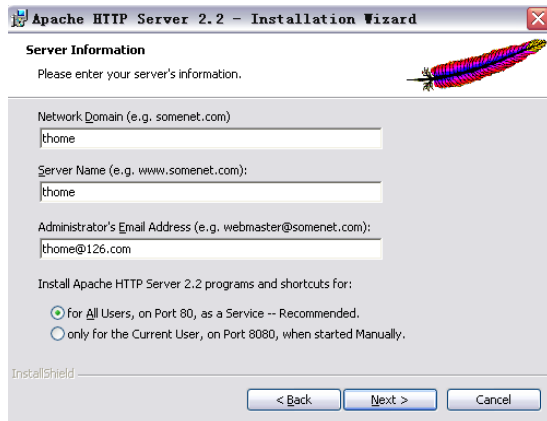 Apache HTTP Server 2.2 - Installation Wizard
Server Information
Please enter your server's information.
Network Domain (e.g. somenet.com)
thome
Server Name (e.g. www.somenet.com):
thome
Administrator's Email Address (e.g. webmaster@somenet.com):
thome@126.com
Install Apache HTTP Server 2.2 programs and shortcuts for:
for All Users, on Port 80, as a Service -- Recommended.
only for the Current User, on Port 8080, when started Manually.
InstallShield
< Back Next > Cancel